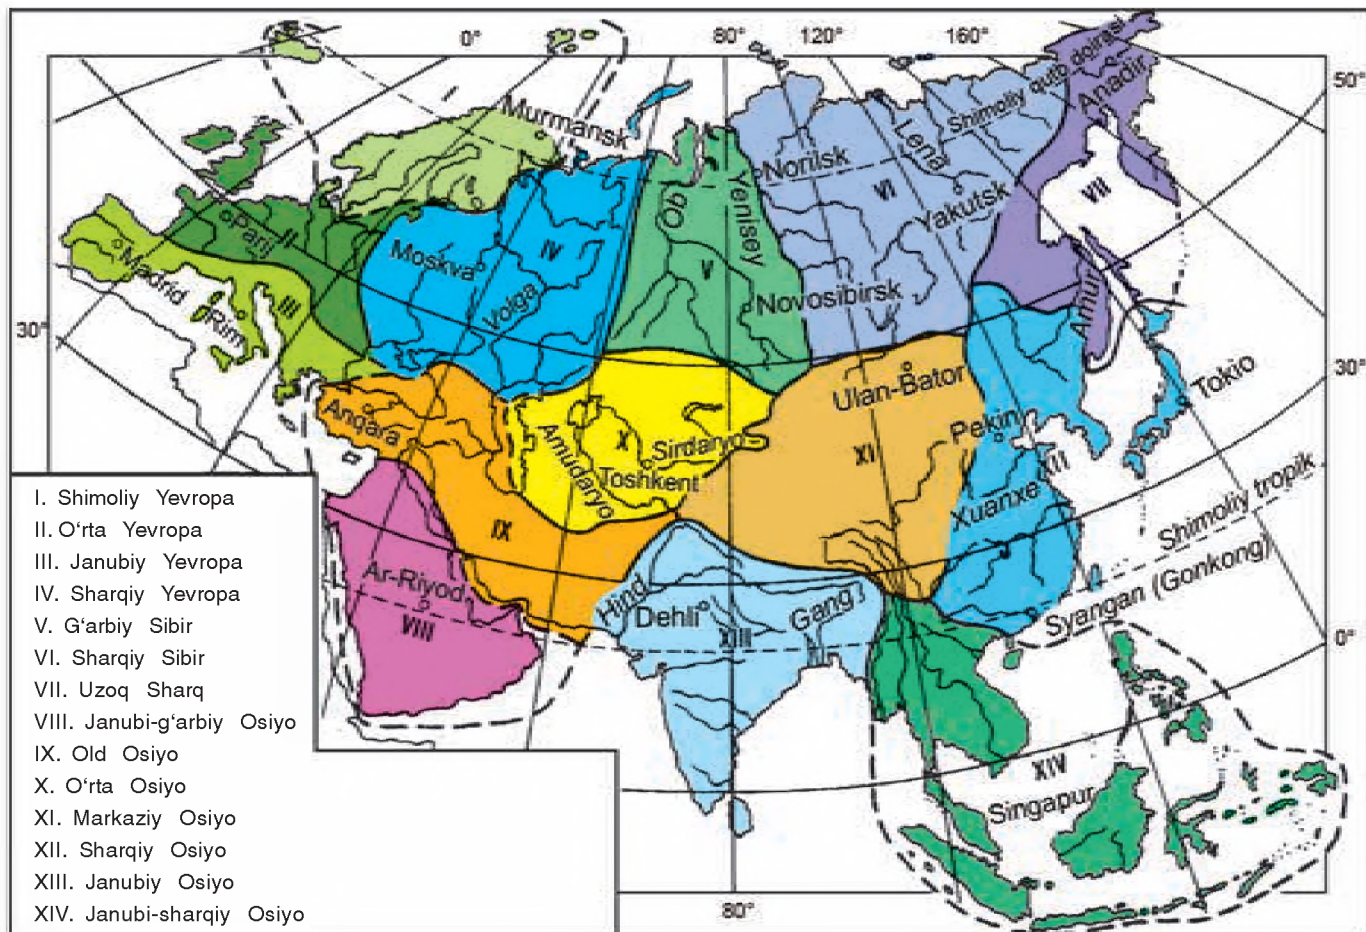 0°
80°
120°
160°
50°
Shimoliy qutb doirasi
Anadir
Murmansk
Norilsk
Lena
VI
VII
Yakutsk
Ob
Yenisey
Parij
II
Moskva
IV
V
Madrid
Rim
III
Volga
Novosibirsk
Amur
30°
30°
Ulan-Bator
Tokio
Anqara
Amudaryo
X
Sirdaryo
Toshkent
XI
Pekin
XII
Xuanxe
Shimoliy tropik
IX
Ar-Riyod
VIII
Hind
Dehli
XIII
Gang
Syangan (Gonkong)
0°
XIV
Singapur
80°
I. Shimoliy Yevropa
II. O‘rta Yevropa
III. Janubiy Yevropa
IV. Sharqiy Yevropa
V. G‘arbiy Sibir
VI. Sharqiy Sibir
VII. Uzoq Sharq
VIII. Janubi-g‘arbiy Osiyo
IX. Old Osiyo
X. O‘rta Osiyo
XI. Markaziy Osiyo
XII. Sharqiy Osiyo
XIII. Janubiy Osiyo
XIV. Janubi-sharqiy Osiyo